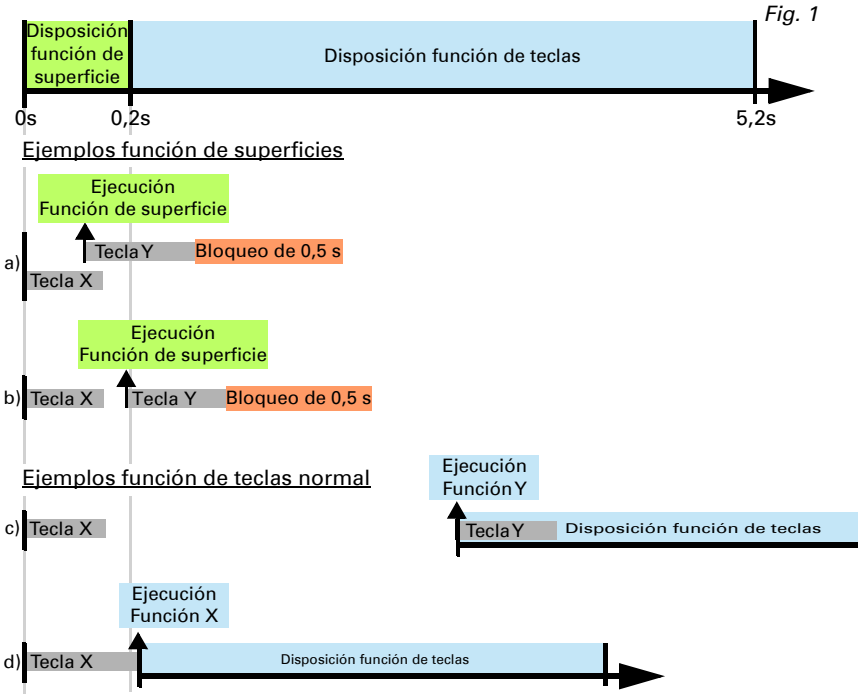 Fig. 1
Disposición
función de
superficie
Disposición función de teclas
0s
0,2s
5,2s
Ejemplos función de superficies
Ejecución
Función de superficie
a)
Tecla Y
Bloqueo de 0,5 s
Tecla X
Ejecución
Función de superficie
b)
Tecla X
Tecla Y
Bloqueo de 0,5 s
Ejemplos función de teclas normal
Ejecución
Función Y
c)
Tecla X
Tecla Y
Disposición función de teclas
Ejecución
Función X
d)
Tecla X
Disposición función de teclas